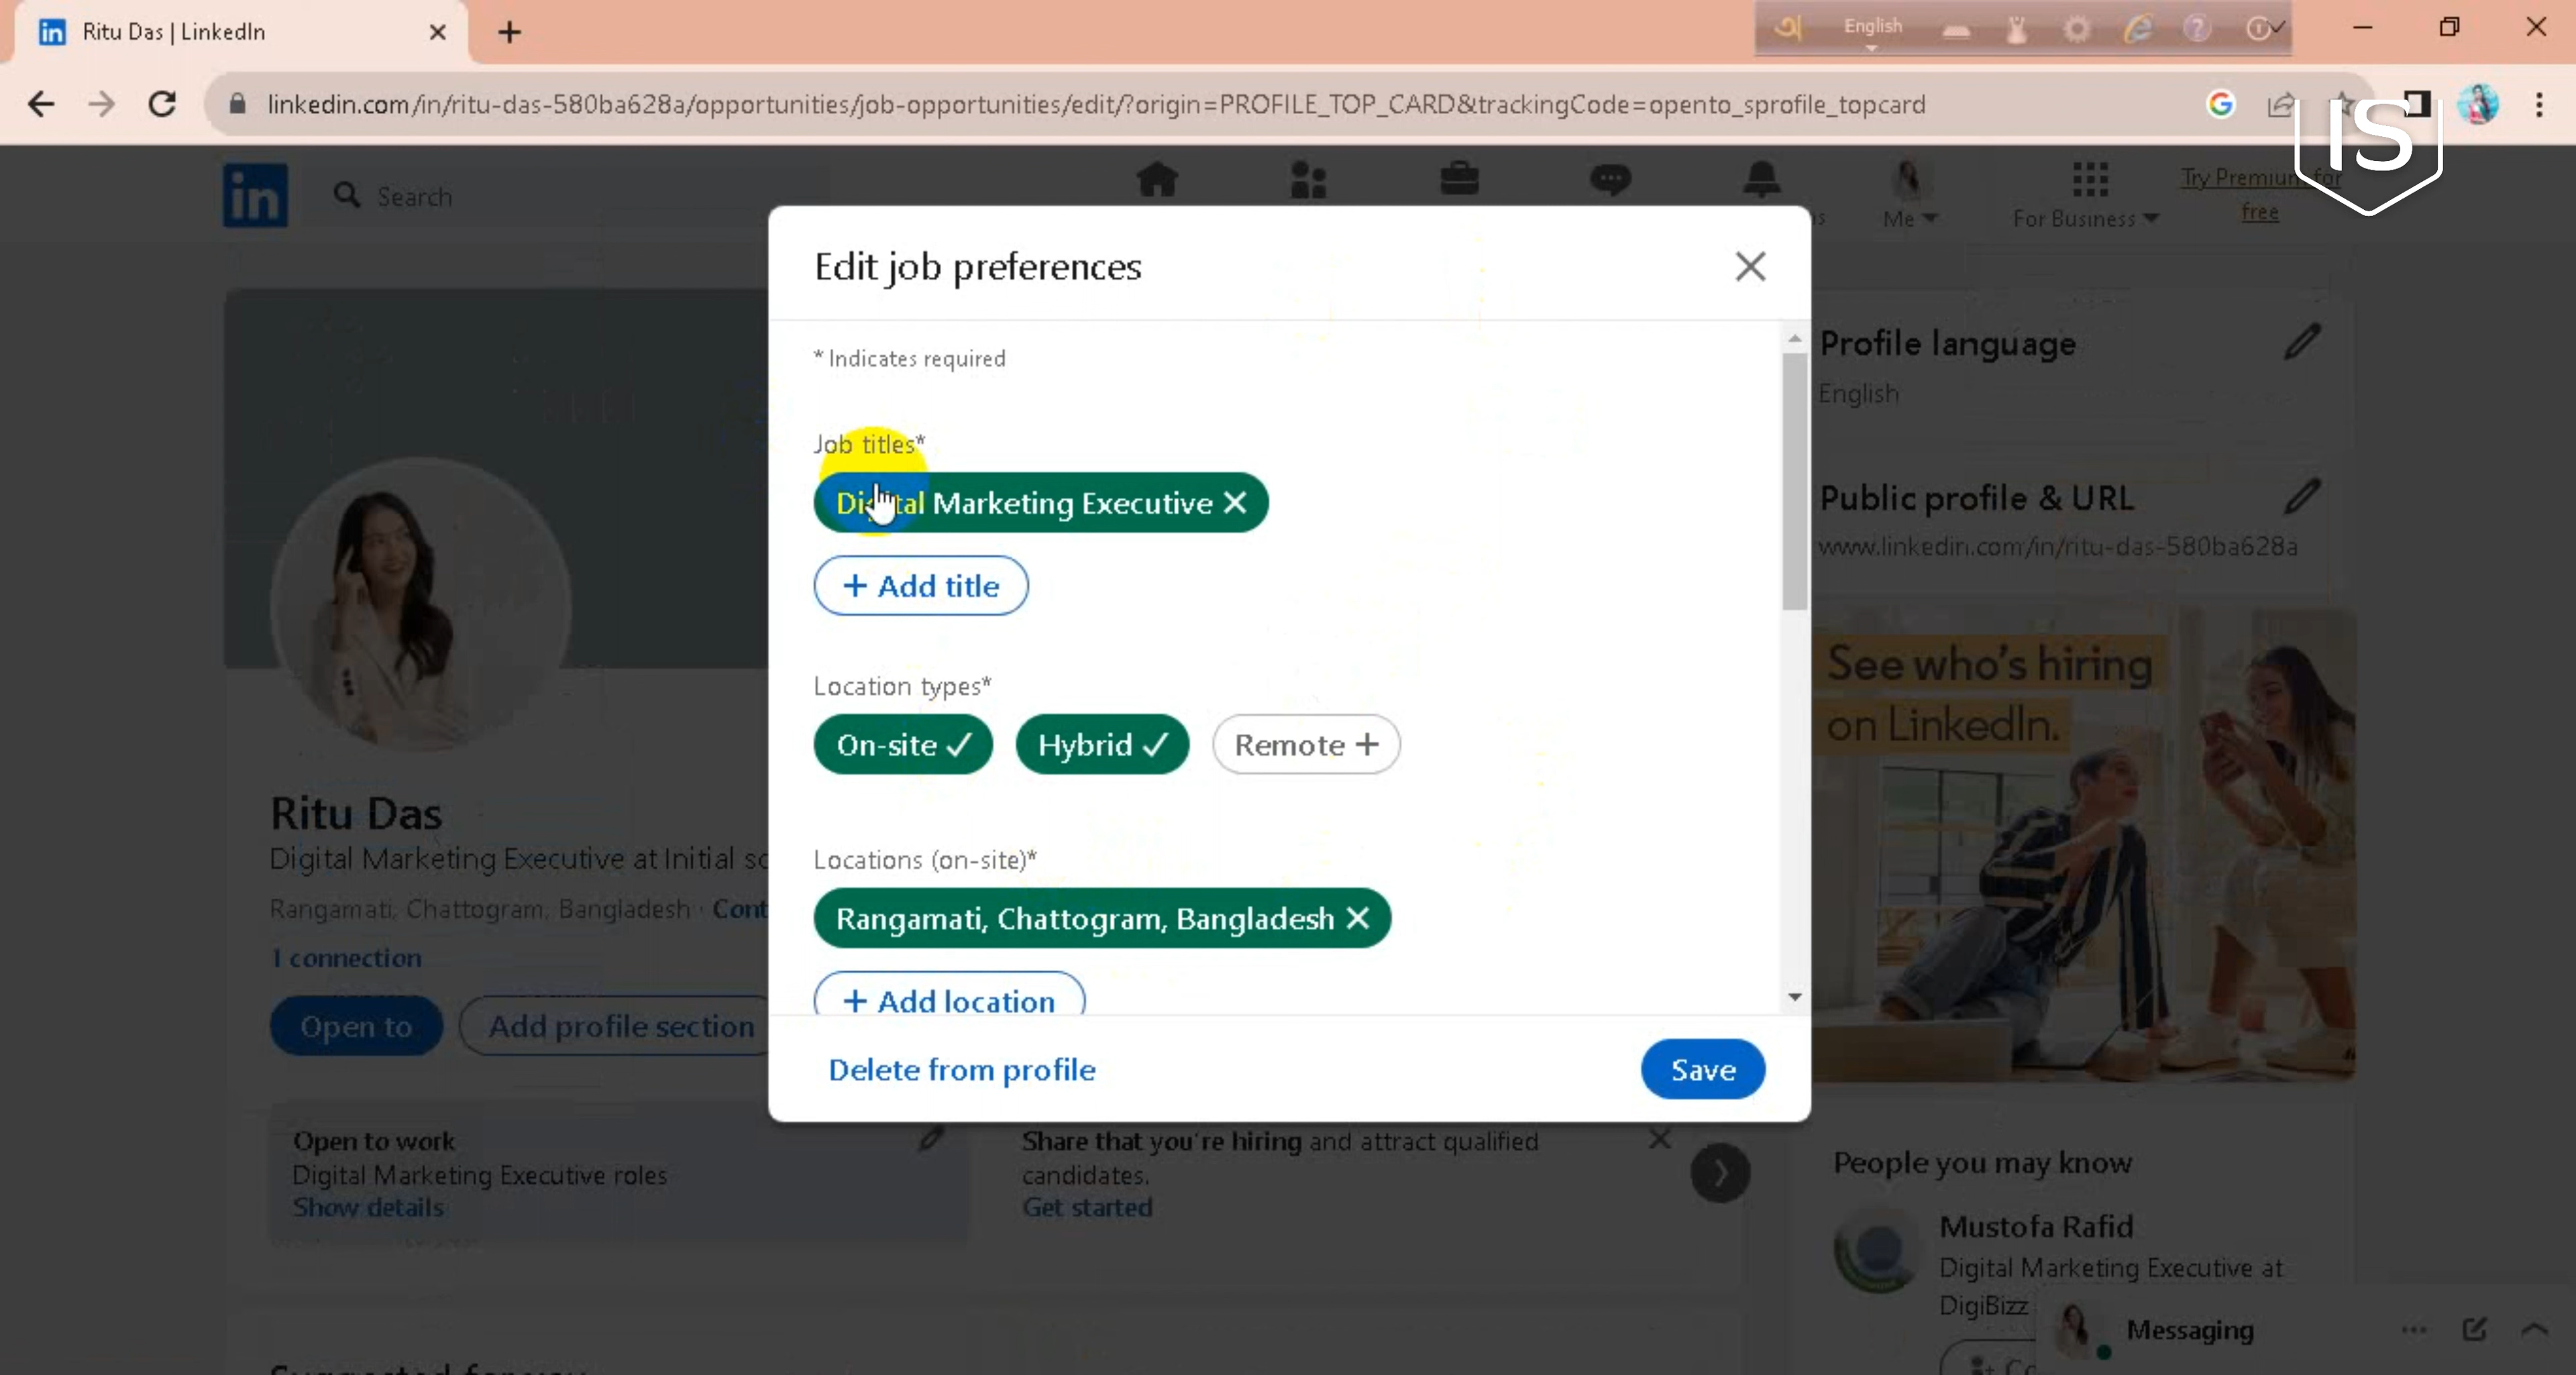 Ritu Das | LinkedIn
English
linkedin.com/in/ritu-das-580ba628a/opportunities/job-opportunities/edit/?origin=PROFILE_TOP_CARD&trackingCode=opento_sprofile_topcard
IS
in
Search
Me
For Business
Try Premium for
free
Edit job preferences
* Indicates required
Job titles*
Digital Marketing Executive
+ Add title
Location types*
On-site
Hybrid
Remote +
Locations (on-site)*
Rangamati, Chattogram, Bangladesh
+ Add location
Delete from profile
Save
Ritu Das
Digital Marketing Executive at Initial
Rangamati, Chattogram, Bangladesh ·
1 connection
Open to
Add profile section
Open to work
Digital Marketing Executive roles
Show details
Share that you're hiring and attract qualified
candidates.
Get started
Profile language
English
Public profile & URL
www.linkedin.com/in/ritu-das-580ba628a
See who's hiring
on LinkedIn.
People you may know
Mustofa Rafid
Digital Marketing Executive at
DigiBizz
Messaging